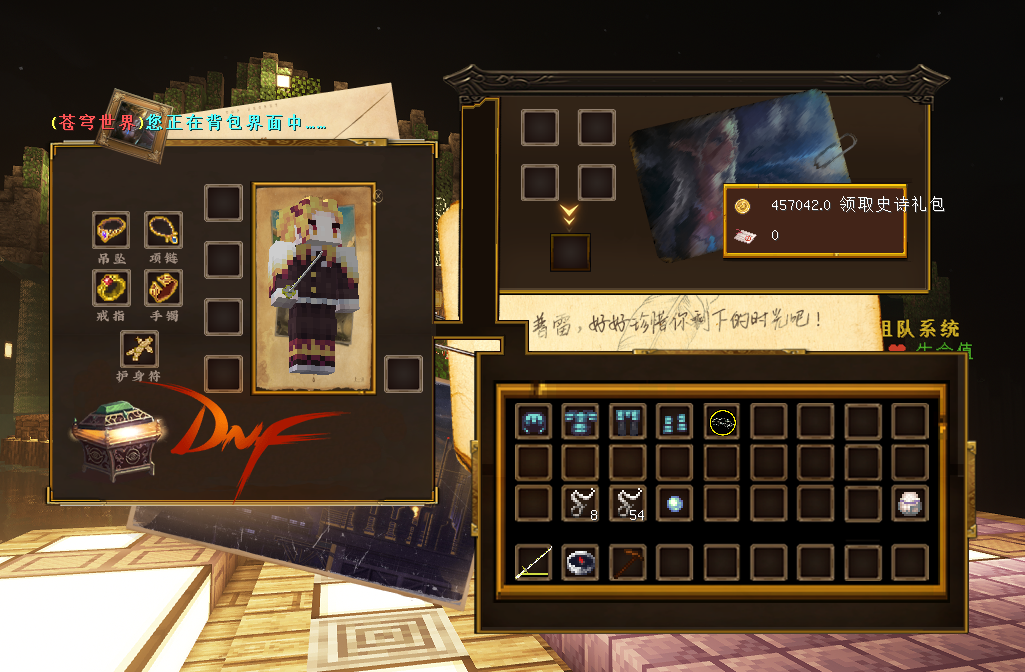 (苍穹世界)您正在背包界面中……
吊坠
项链
戒指
手镯
护身符
DNF
457042.0 领取史诗礼包
0
普雷，好好珍惜你剩下的时光吧！
组队系统
生命值
8
54